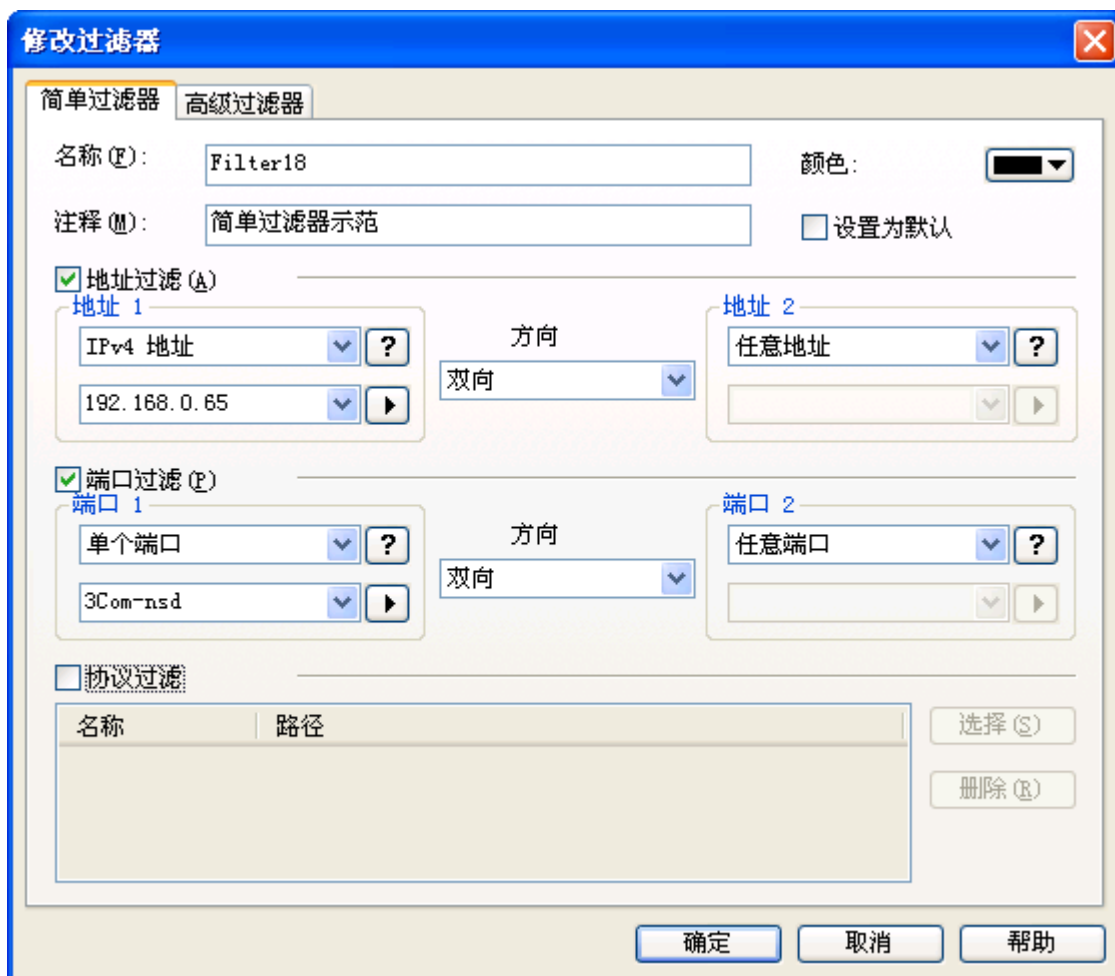 修改过滤器
简单过滤器 高级过滤器
名称(F): Filter18 颜色:
注释(M): 简单过滤器示范 设置为默认
地址过滤(A)
地址 1 地址 2
方向
IPv4 地址 ? 任意地址 ?
双向
192.168.0.65
端口过滤(P)
端口 1 端口 2
方向
单个端口 ? 任意端口 ?
双向
3Com-nsd
协议过滤
名称 路径 选择(S)
删除(R)
确定 取消 帮助